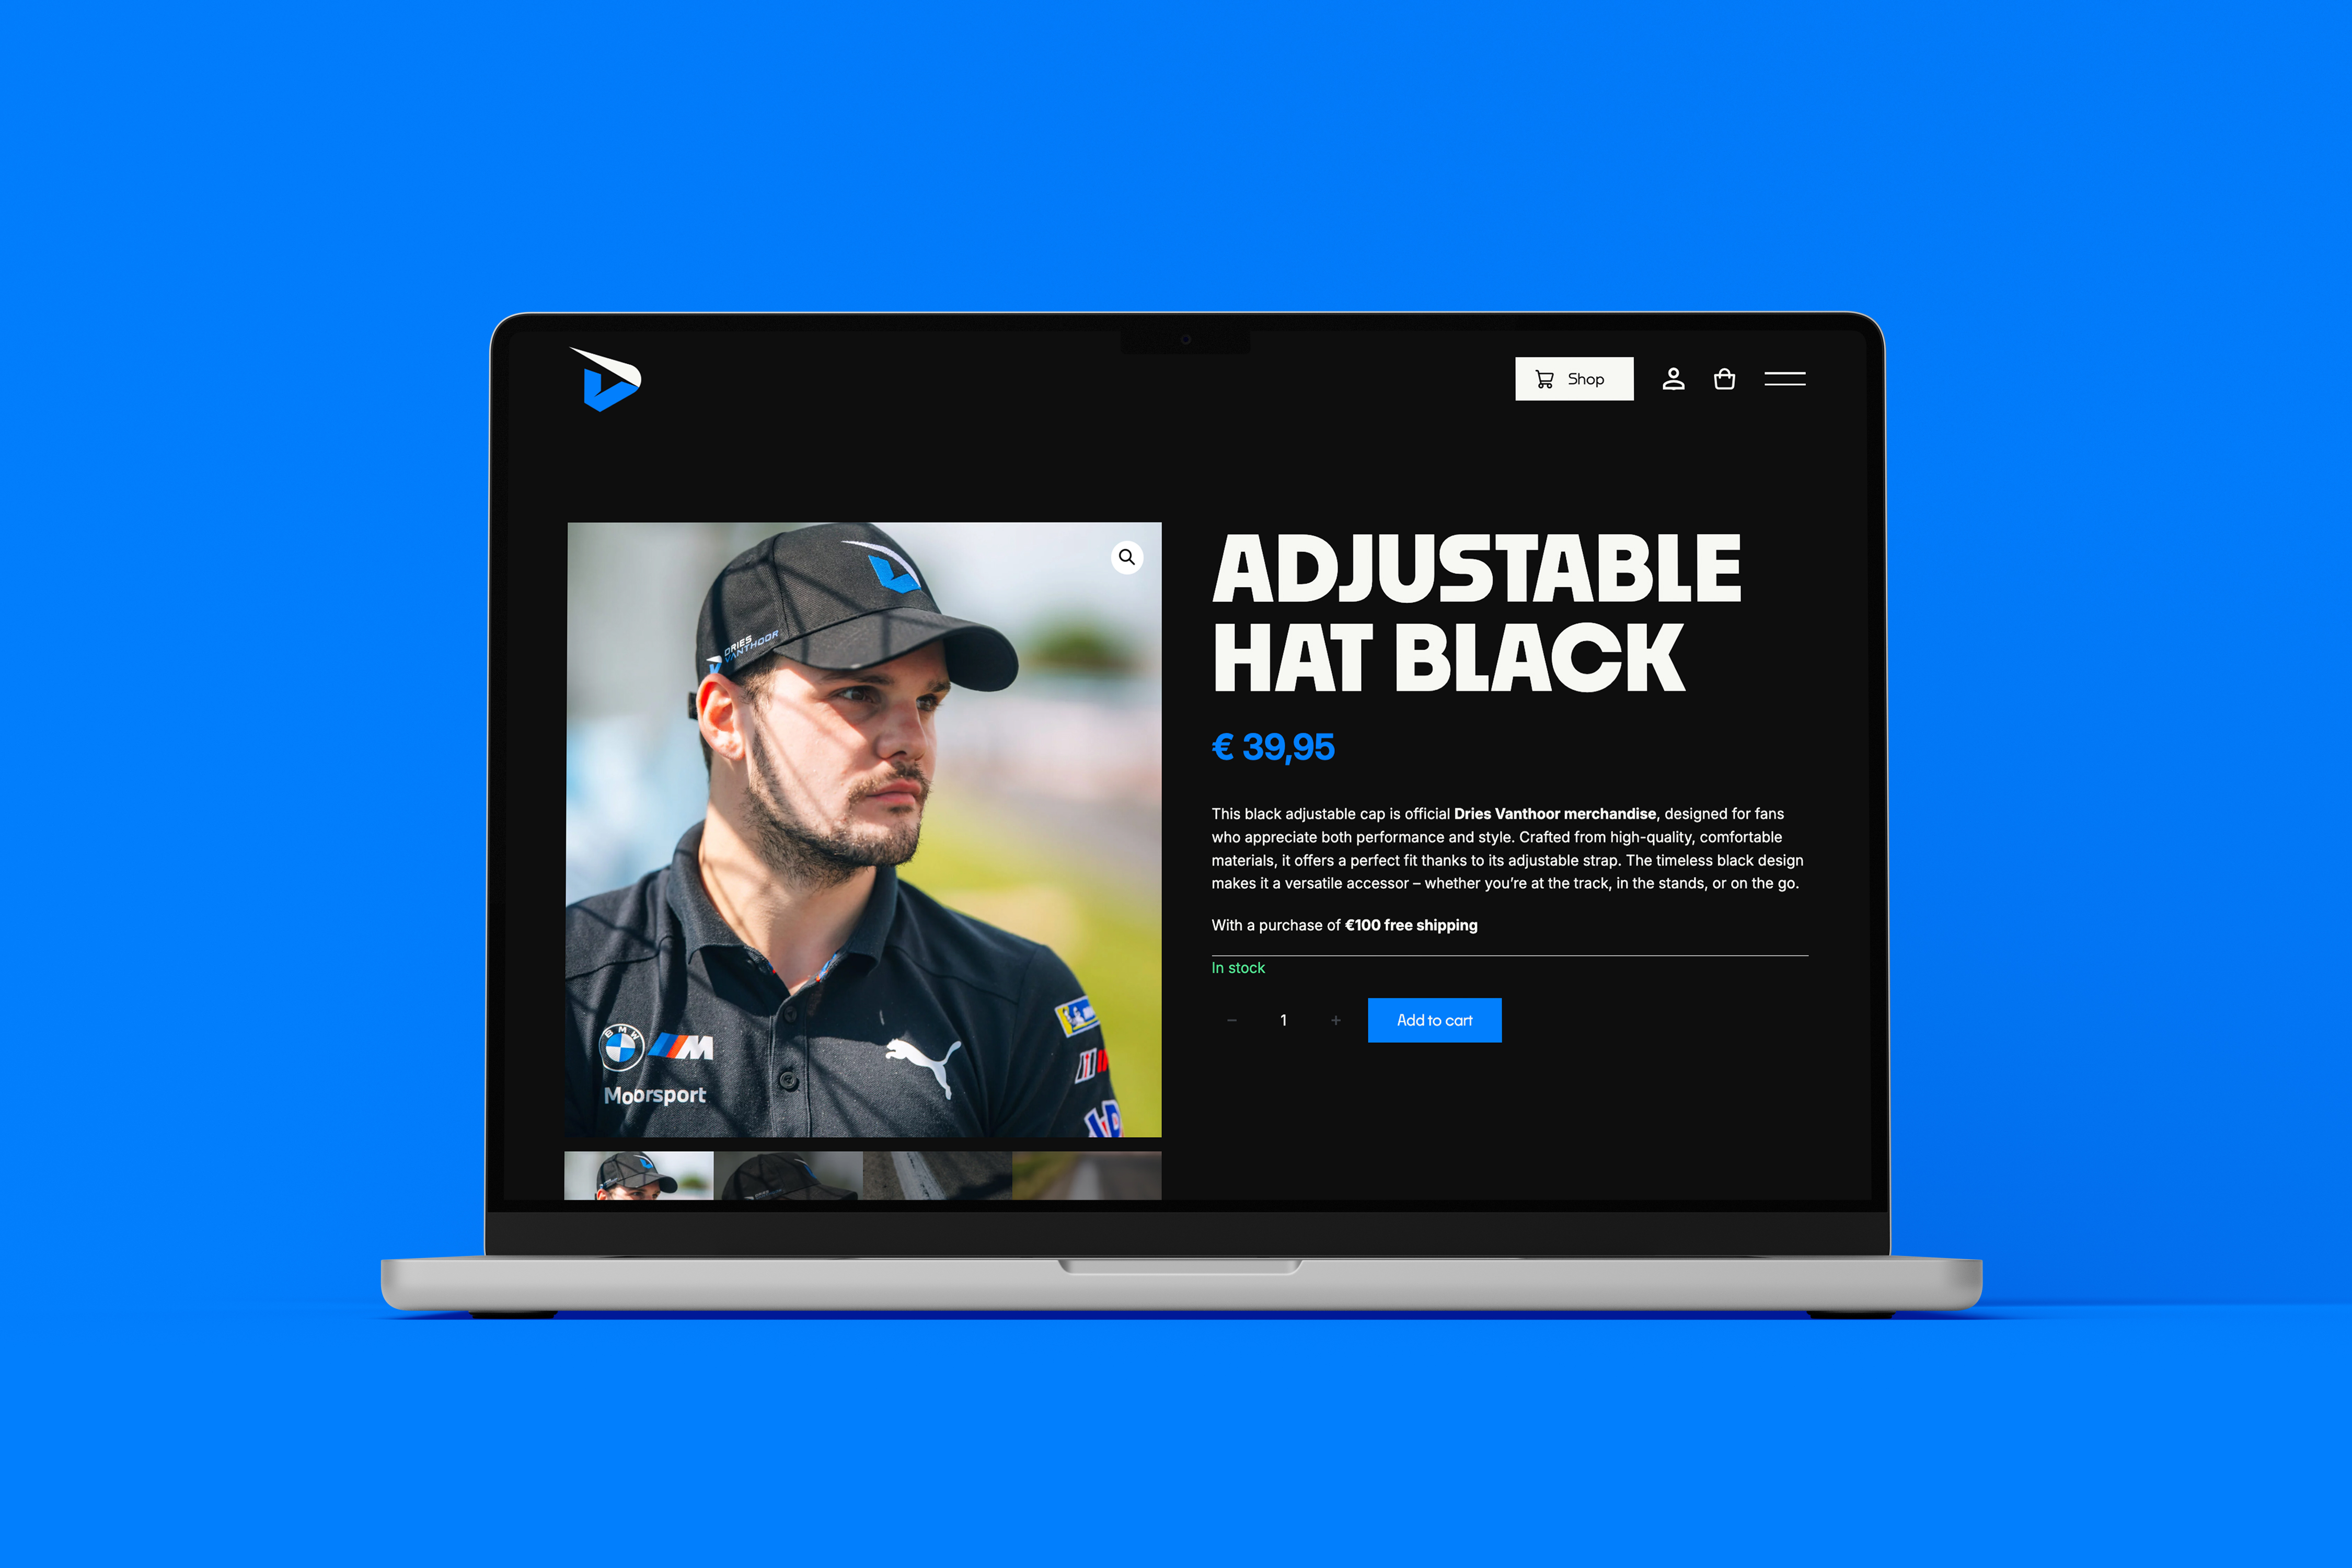 Shop
ADJUSTABLE
HAT BLACK
€ 39,95
This black adjustable cap is official Dries Vanthoor merchandise, designed for fans
who appreciate both performance and style. Crafted from high-quality, comfortable
materials, it offers a perfect fit thanks to its adjustable strap. The timeless black design
makes it a versatile accessor – whether you're at the track, in the stands, or on the go.
With a purchase of €100 free shipping
In stock
− 1 + Add to cart
DRIES
VANTHOOR
BMW M
Moorsport